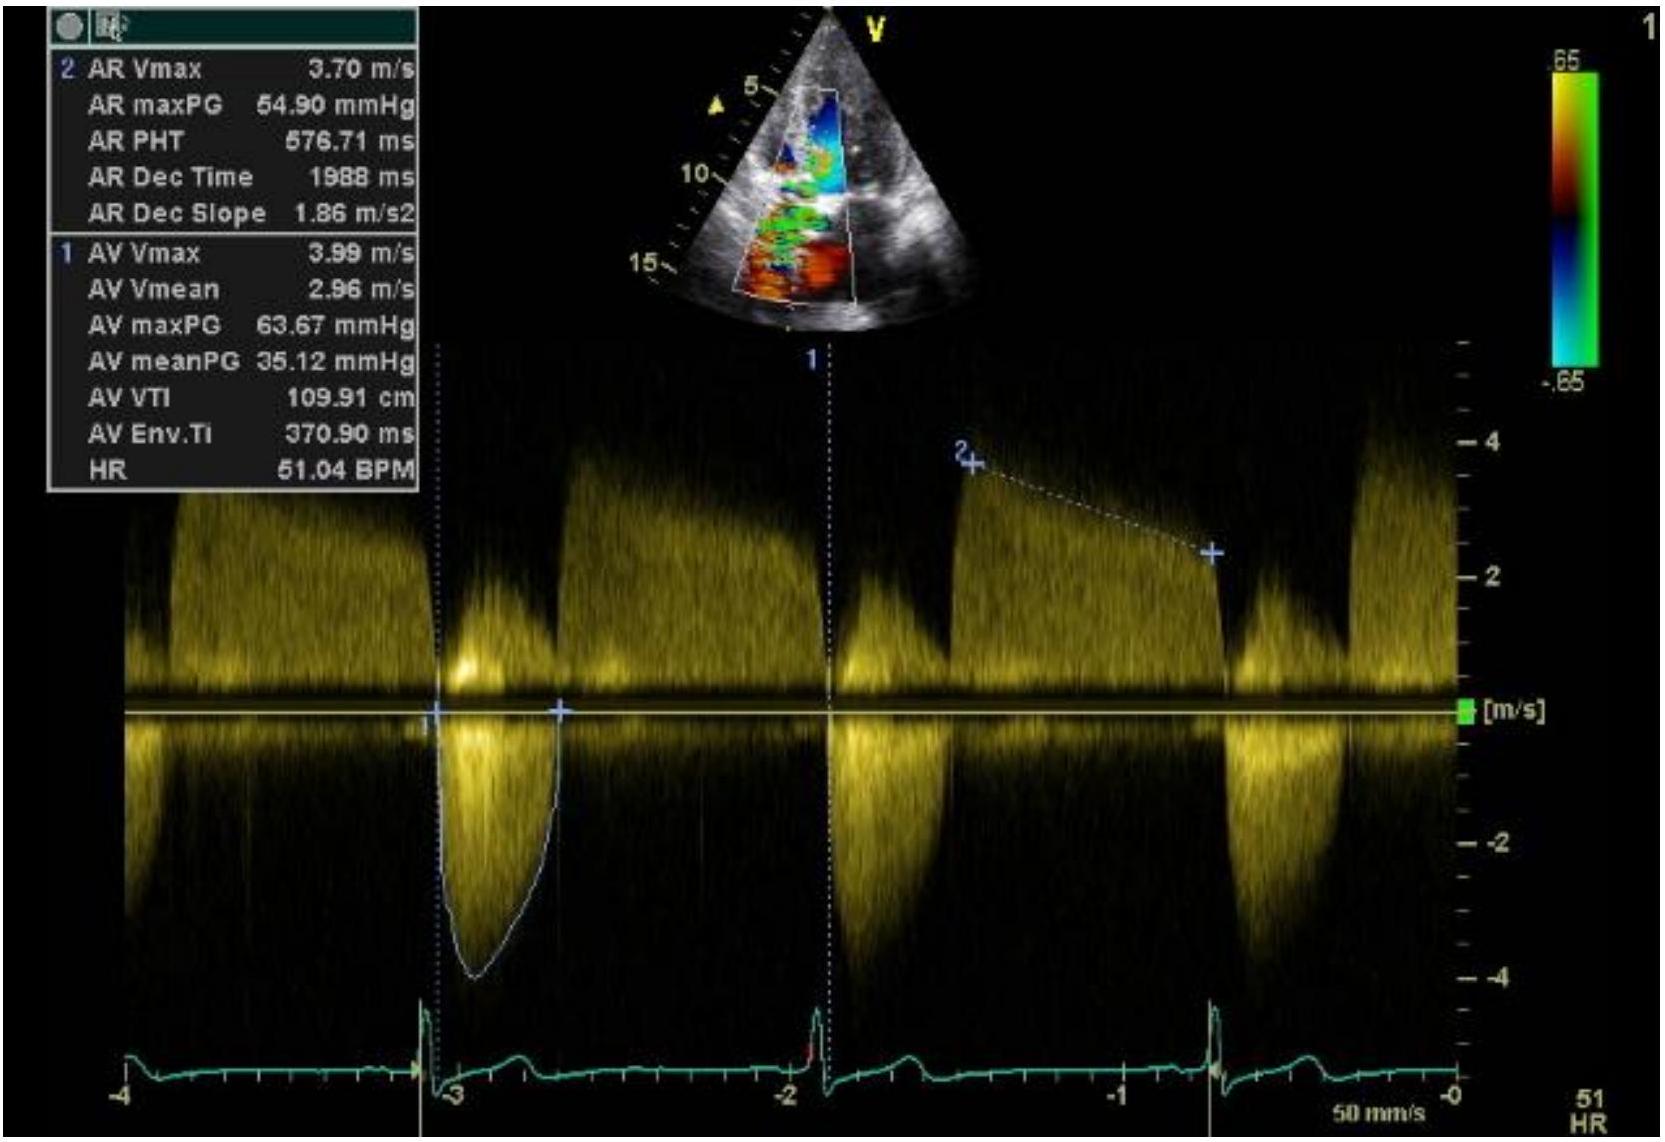 V
1
.65
2 AR Vmax 3.70 m/s
AR maxPG 54.90 mmHg
AR PHT 576.71 ms
AR Dec Time 1988 ms
AR Dec Slope 1.86 m/s2
1 AV Vmax 3.99 m/s
AV Vmean 2.96 m/s
AV maxPG 63.67 mmHg
AV meanPG 35.12 mmHg
AV VTI 109.91 cm
AV Env.Ti 370.90 ms
HR 51.04 BPM
5
10
15
-.65
1
2
4
2
[m/s]
1
-2
-4
-4 -3 -2 -1 -0
50 mm/s
51
HR